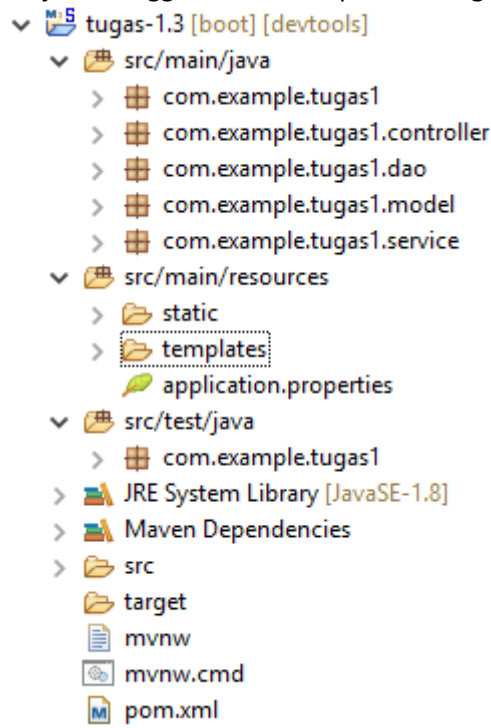 tugas-1.3 [boot] [devtools]
src/main/java
com.example.tugas1
com.example.tugas1.controller
com.example.tugas1.dao
com.example.tugas1.model
com.example.tugas1.service
src/main/resources
static
templates
application.properties
src/test/java
com.example.tugas1
JRE System Library [JavaSE-1.8]
Maven Dependencies
src
target
mvnw
mvnw.cmd
pom.xml